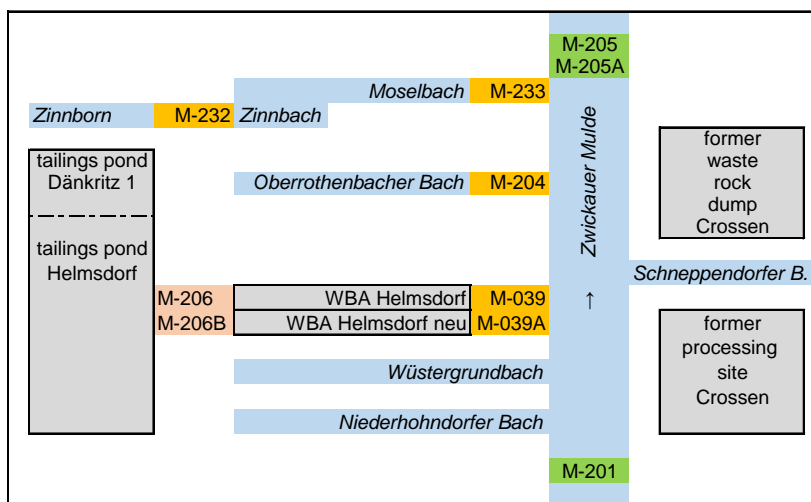 M-205
M-205A
Moselbach M-233
Zinnborn M-232 Zinnbach
tailings pond
Dänkritz 1
Oberrothenbacher Bach M-204
Zwickauer Mulde
→
former
waste
rock
dump
Crossen
tailings pond
Helmsdorf
Schneppendorfer B.
M-206 WBA Helmsdorf M-039
M-206B WBA Helmsdorf neu M-039A
former
processing
site
Crossen
Wüstergrundbach
Niederhohndorfer Bach
M-201